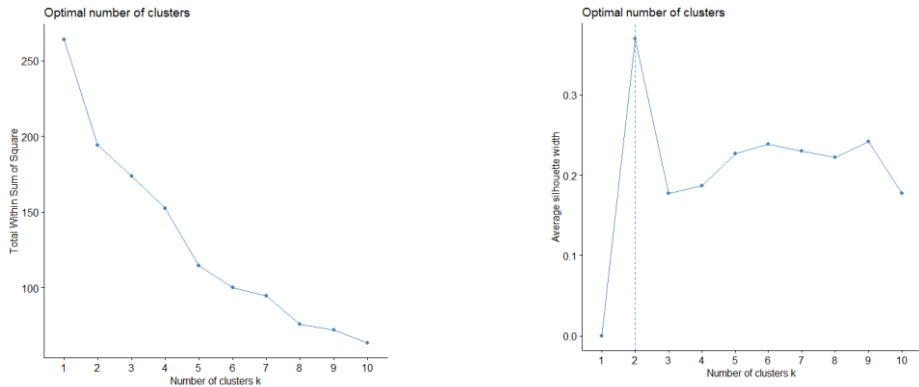 Optimal number of clusters
250
200
150
100
Total Within Sum of Square
1 2 3 4 5 6 7 8 9 10
Number of clusters k
Optimal number of clusters
0.3
0.2
0.1
0.0
Average silhouette width
1 2 3 4 5 6 7 8 9 10
Number of clusters k